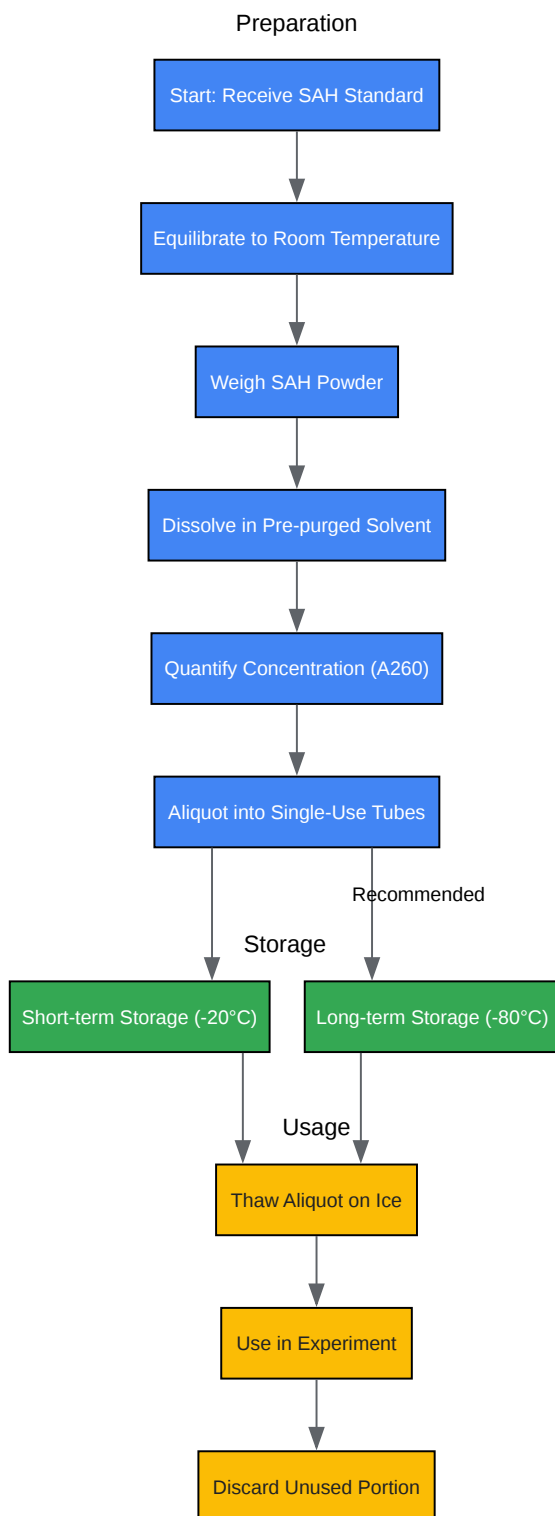 Preparation
Start: Receive SAH Standard
Equilibrate to Room Temperature
Weigh SAH Powder
Dissolve in Pre-purged Solvent
Quantify Concentration (A260)
Aliquot into Single-Use Tubes
Recommended
Storage
Short-term Storage (-20°C)
Long-term Storage (-80°C)
Usage
Thaw Aliquot on Ice
Use in Experiment
Discard Unused Portion